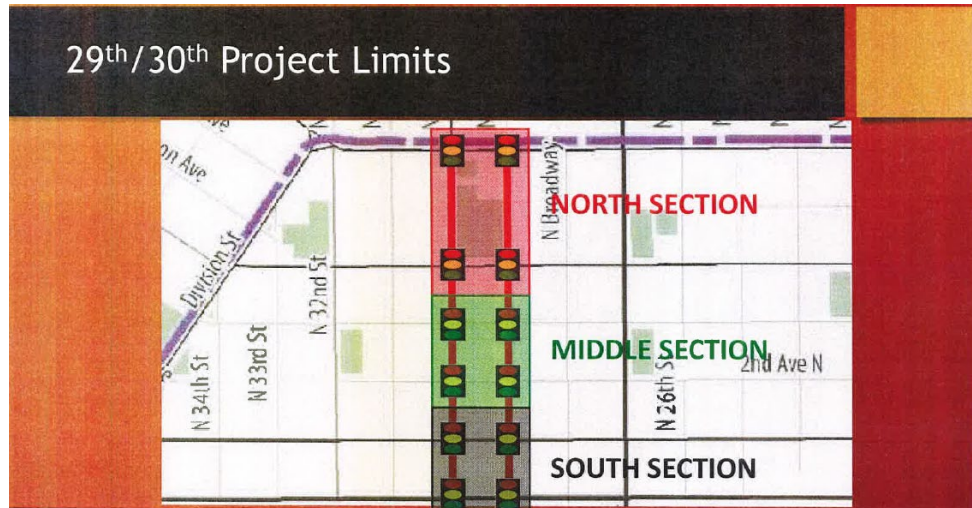 29th/30th Project Limits
Division St
N 34th St
N 33rd St
N 32nd St
N Broadway
NORTH SECTION
MIDDLE SECTION
2nd Ave N
N 26th St
SOUTH SECTION